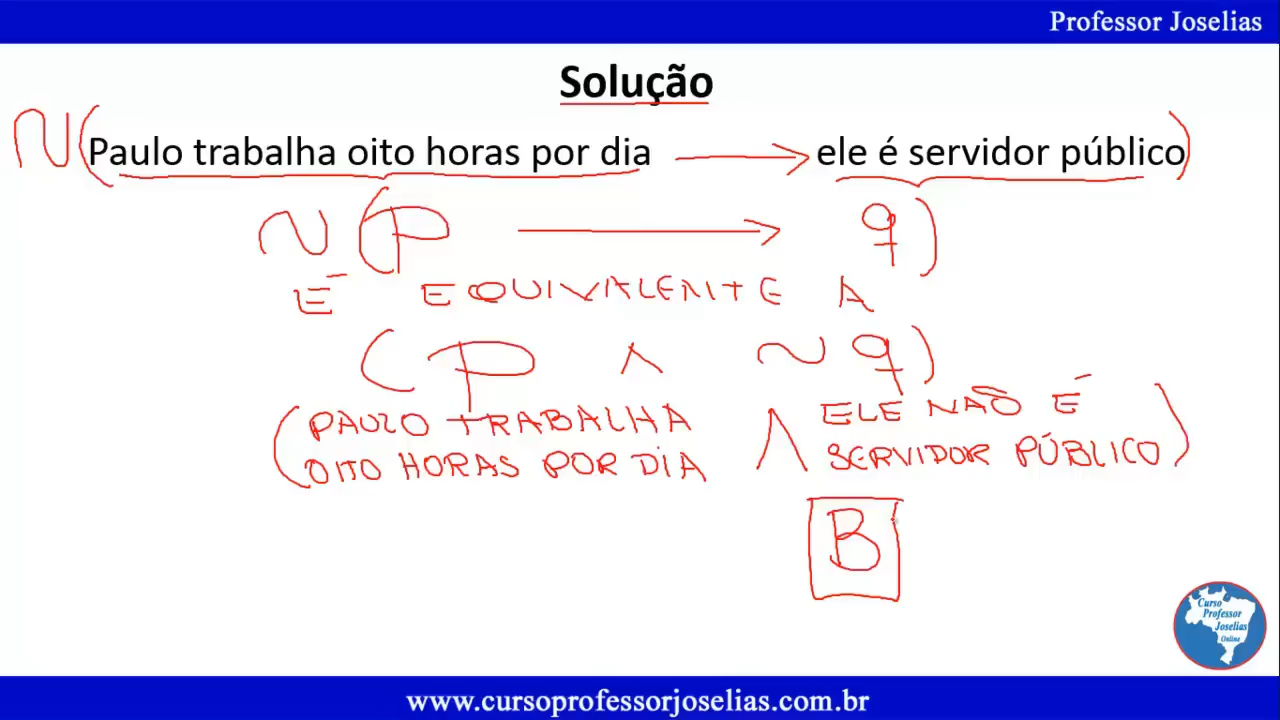 Professor Joselias
Solução
~(Paulo trabalha oito horas por dia → ele é servidor público)
~(p → q)
É EQUIVALENTE A
(p ∧ ~q)
(PAULO TRABALHA OITO HORAS POR DIA ∧ ELE NÃO É SERVIDOR PÚBLICO)
B
Curso
Professor
Joselias
Online
www.cursoprofessorjoselias.com.br